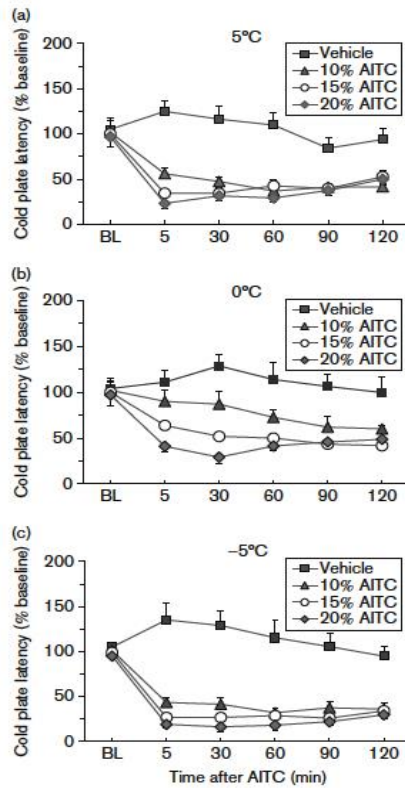 (a)
5°C
Cold plate latency (% baseline)
200
150
100
50
0
Vehicle
10% AITC
15% AITC
20% AITC
BL 5 30 60 90 120
(b)
0°C
Cold plate latency (% baseline)
200
150
100
50
0
Vehicle
10% AITC
15% AITC
20% AITC
BL 5 30 60 90 120
(c)
–5°C
Cold plate latency (% baseline)
200
150
100
50
0
Vehicle
10% AITC
15% AITC
20% AITC
BL 5 30 60 90 120
Time after AITC (min)